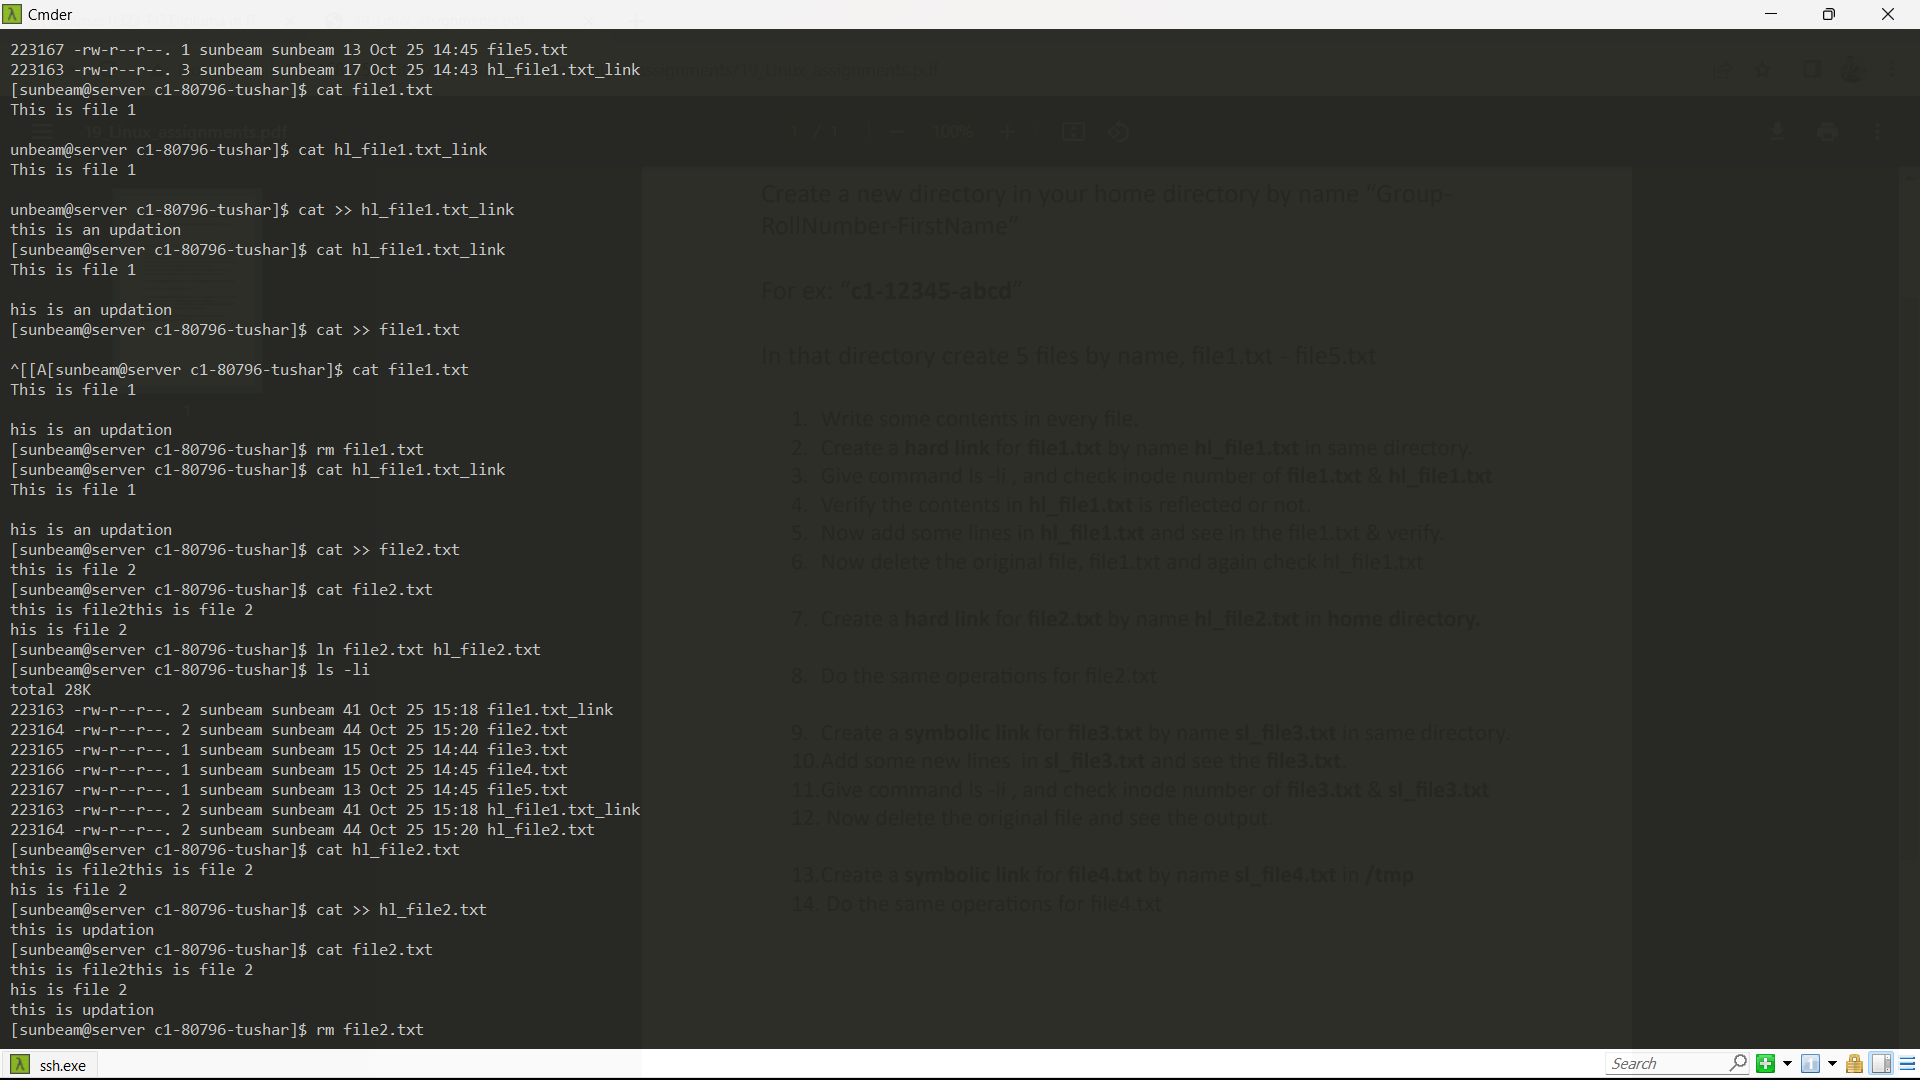 Cmder
223167 -rw-r--r--. 1 sunbeam sunbeam 13 Oct 25 14:45 file5.txt
223163 -rw-r--r--. 3 sunbeam sunbeam 17 Oct 25 14:43 hl_file1.txt_link
[sunbeam@server c1-80796-tushar]$ cat file1.txt
This is file 1
unbeam@server c1-80796-tushar]$ cat hl_file1.txt_link
This is file 1
unbeam@server c1-80796-tushar]$ cat >> hl_file1.txt_link
this is an updation
[sunbeam@server c1-80796-tushar]$ cat hl_file1.txt_link
This is file 1
his is an updation
[sunbeam@server c1-80796-tushar]$ cat >> file1.txt
^[[A[sunbeam@server c1-80796-tushar]$ cat file1.txt
This is file 1
his is an updation
[sunbeam@server c1-80796-tushar]$ rm file1.txt
[sunbeam@server c1-80796-tushar]$ cat hl_file1.txt_link
This is file 1
his is an updation
[sunbeam@server c1-80796-tushar]$ cat >> file2.txt
this is file 2
[sunbeam@server c1-80796-tushar]$ cat file2.txt
this is file2this is file 2
his is file 2
[sunbeam@server c1-80796-tushar]$ ln file2.txt hl_file2.txt
[sunbeam@server c1-80796-tushar]$ ls -li
total 28K
223163 -rw-r--r--. 2 sunbeam sunbeam 41 Oct 25 15:18 file1.txt_link
223164 -rw-r--r--. 2 sunbeam sunbeam 44 Oct 25 15:20 file2.txt
223165 -rw-r--r--. 1 sunbeam sunbeam 15 Oct 25 14:44 file3.txt
223166 -rw-r--r--. 1 sunbeam sunbeam 15 Oct 25 14:45 file4.txt
223167 -rw-r--r--. 1 sunbeam sunbeam 13 Oct 25 14:45 file5.txt
223163 -rw-r--r--. 2 sunbeam sunbeam 41 Oct 25 15:18 hl_file1.txt_link
223164 -rw-r--r--. 2 sunbeam sunbeam 44 Oct 25 15:20 hl_file2.txt
[sunbeam@server c1-80796-tushar]$ cat hl_file2.txt
this is file2this is file 2
his is file 2
[sunbeam@server c1-80796-tushar]$ cat >> hl_file2.txt
this is updation
[sunbeam@server c1-80796-tushar]$ cat file2.txt
this is file2this is file 2
his is file 2
this is updation
[sunbeam@server c1-80796-tushar]$ rm file2.txt
Linux_assignments.pdf
1 / 1
100%
Create a new directory in your home directory by name "Group-
RollNumber-FirstName"
For ex: "c1-12345-abcd"
In that directory create 5 files by name, file1.txt - file5.txt
1. Write some contents in every file.
2. Create a hard link for file1.txt by name hl_file1.txt in same directory.
3. Give command ls -li , and check inode number of file1.txt & hl_file1.txt
4. Verify the contents in hl_file1.txt is reflected or not.
5. Now add some lines in hl_file1.txt and see in the file1.txt & verify.
6. Now delete the original file, file1.txt and again check hl_file1.txt
7. Create a hard link for file2.txt by name hl_file2.txt in home directory.
8. Do the same operations for file2.txt
9. Create a symbolic link for file3.txt by name sl_file3.txt in same directory.
10.Add some new lines in sl_file3.txt and see the file3.txt.
11.Give command ls -li , and check inode number of file3.txt & sl_file3.txt
12. Now delete the original file and see the output.
13.Create a symbolic link for file4.txt by name sl_file4.txt in /tmp
14. Do the same operations for file4.txt
ssh.exe
Search